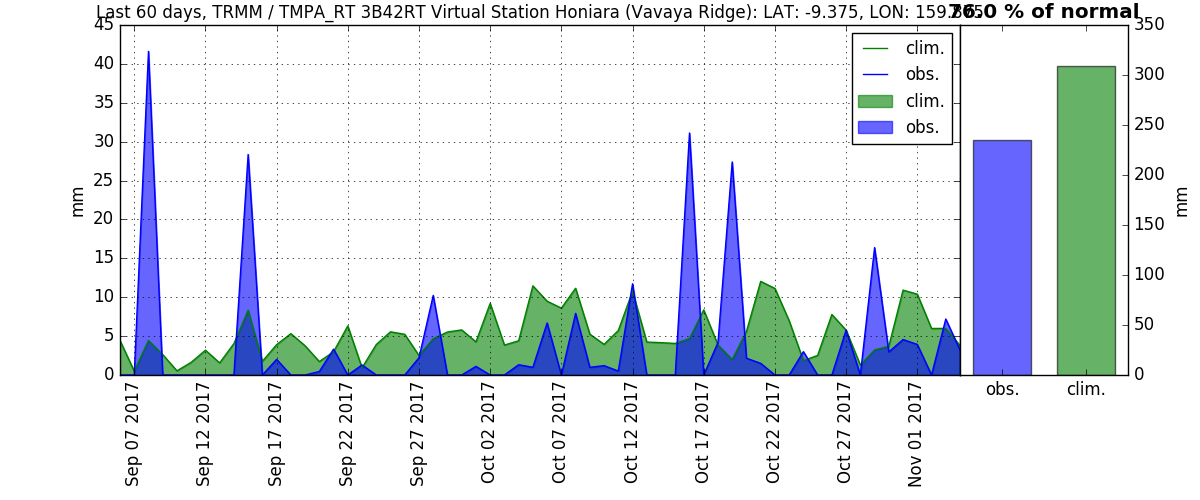 Last 60 days, TRMM / TMPA_RT 3B42RT Virtual Station Honiara (Vavaya Ridge): LAT: -9.375, LON:
76.0 % of normal
45
40
35
30
25
20
15
10
5
0
mm
clim.
obs.
clim.
obs.
350
300
250
200
150
100
50
0
mm
obs.
clim.
Sep 07 2017
Sep 12 2017
Sep 17 2017
Sep 22 2017
Sep 27 2017
Oct 02 2017
Oct 07 2017
Oct 12 2017
Oct 17 2017
Oct 22 2017
Oct 27 2017
Nov 01 2017